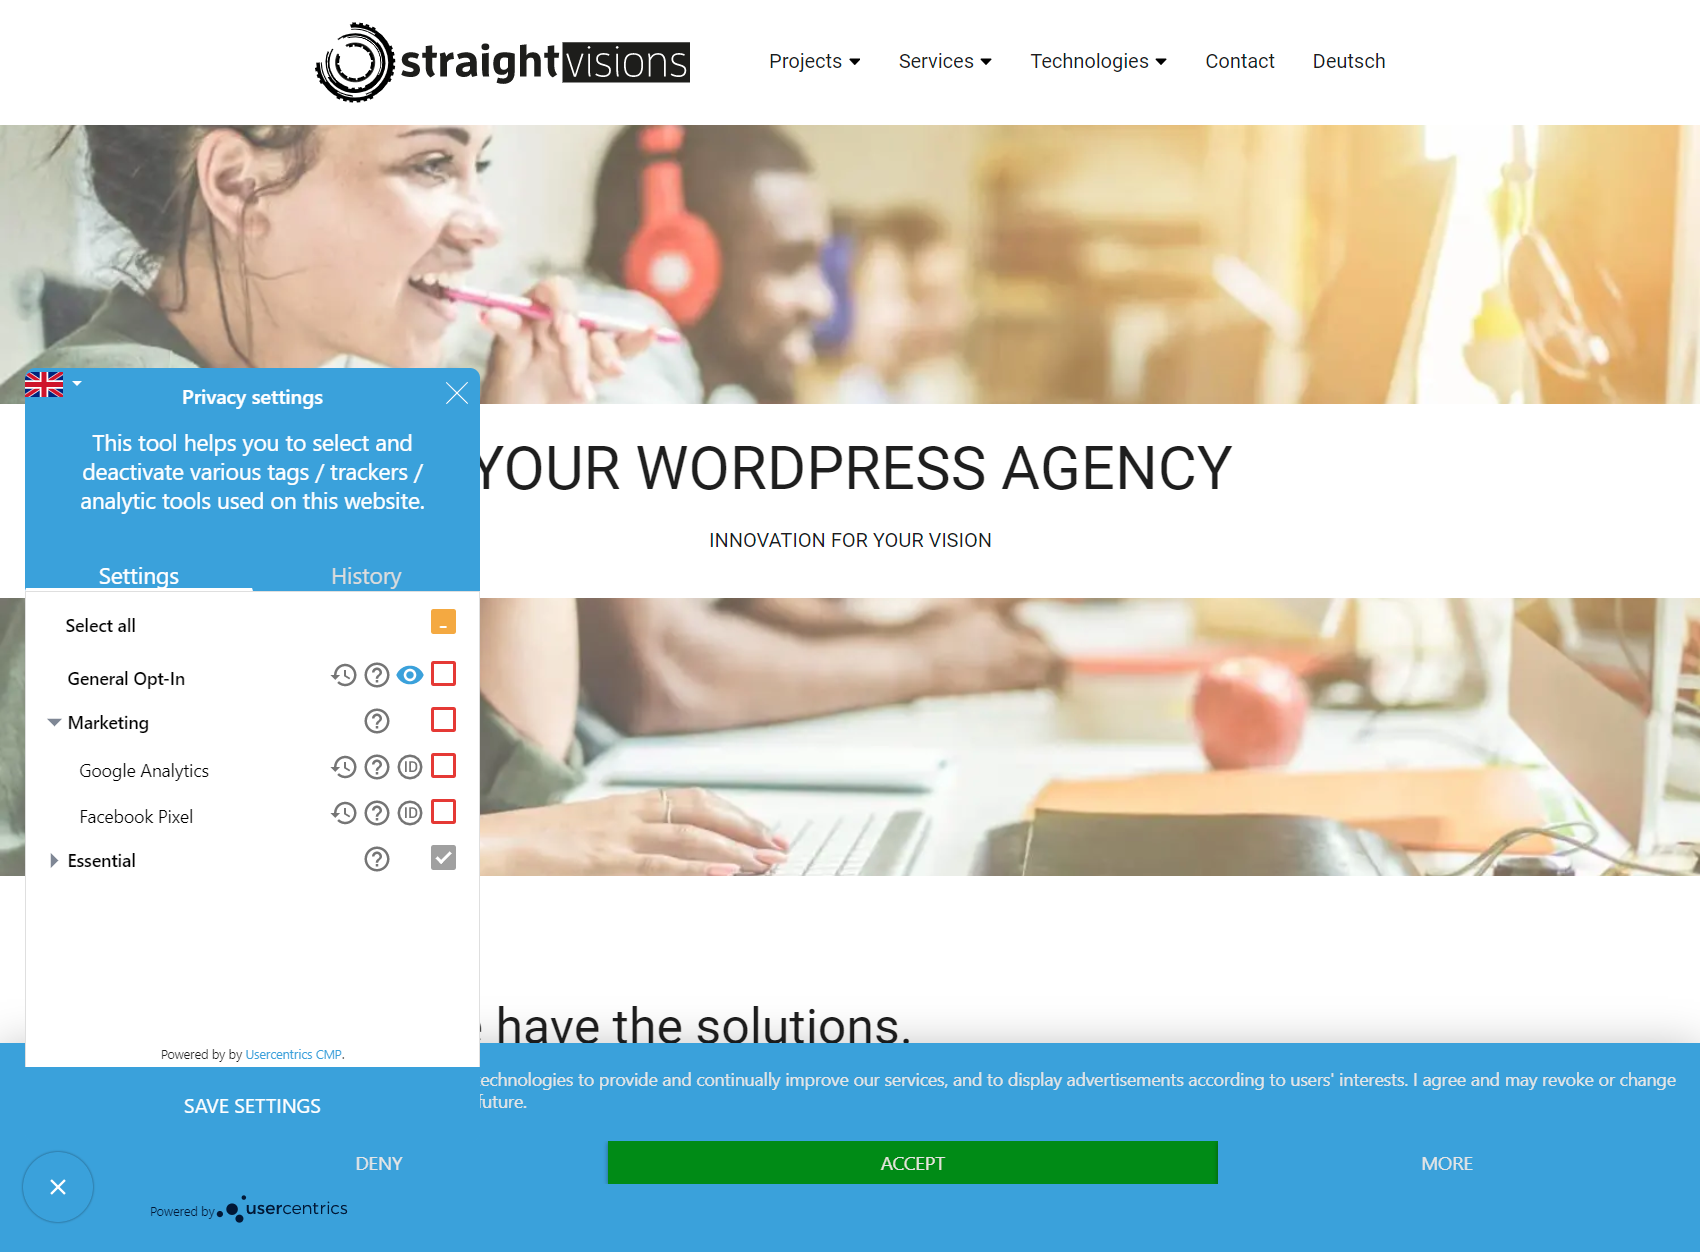 straightvisions
Projects Services Technologies Contact Deutsch
YOUR WORDPRESS AGENCY
INNOVATION FOR YOUR VISION
Privacy settings
This tool helps you to select and
deactivate various tags / trackers /
analytic tools used on this website.
Settings History
Select all
General Opt-In
Marketing
Google Analytics
ID
Facebook Pixel
ID
Essential
Powered by by Usercentrics CMP.
SAVE SETTINGS
have the solutions.
echnologies to provide and continually improve our services, and to display advertisements according to users' interests. I agree and may revoke or change
future.
DENY ACCEPT MORE
Powered by usercentrics